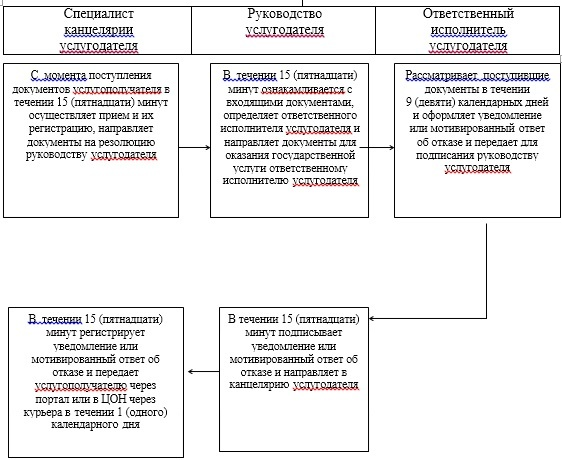 Специалист
канцелярии
услугодателя
Руководство
услугодателя
Ответственный
исполнитель
услугодателя
С момента поступления
документов услугополучателя в
течении 15 (пятнадцати) минут
осуществляет прием и их
регистрацию, направляет
документы на резолюцию
руководству услугодателя
В течении 15 (пятнадцати)
минут ознакамливается с
входящими документами,
определяет ответственного
исполнителя услугодателя и
направляет документы для
оказания государственной
услуги ответственному
исполнителю услугодателя
Рассматривает поступившие
документы в течении
9 (девяти) календарных дней
и оформляет уведомление
или мотивированный ответ
об отказе и передает для
подписания руководству
услугодателя
В течении 15 (пятнадцати)
минут регистрирует
уведомление или
мотивированный ответ об
отказе и передает
услугополучателю через
портал или в ЦОН через
курьера в течении 1 (одного)
календарного дня
В течении 15 (пятнадцати)
минут подписывает
уведомление или
мотивированный ответ об
отказе и направляет в
канцелярию услугодателя